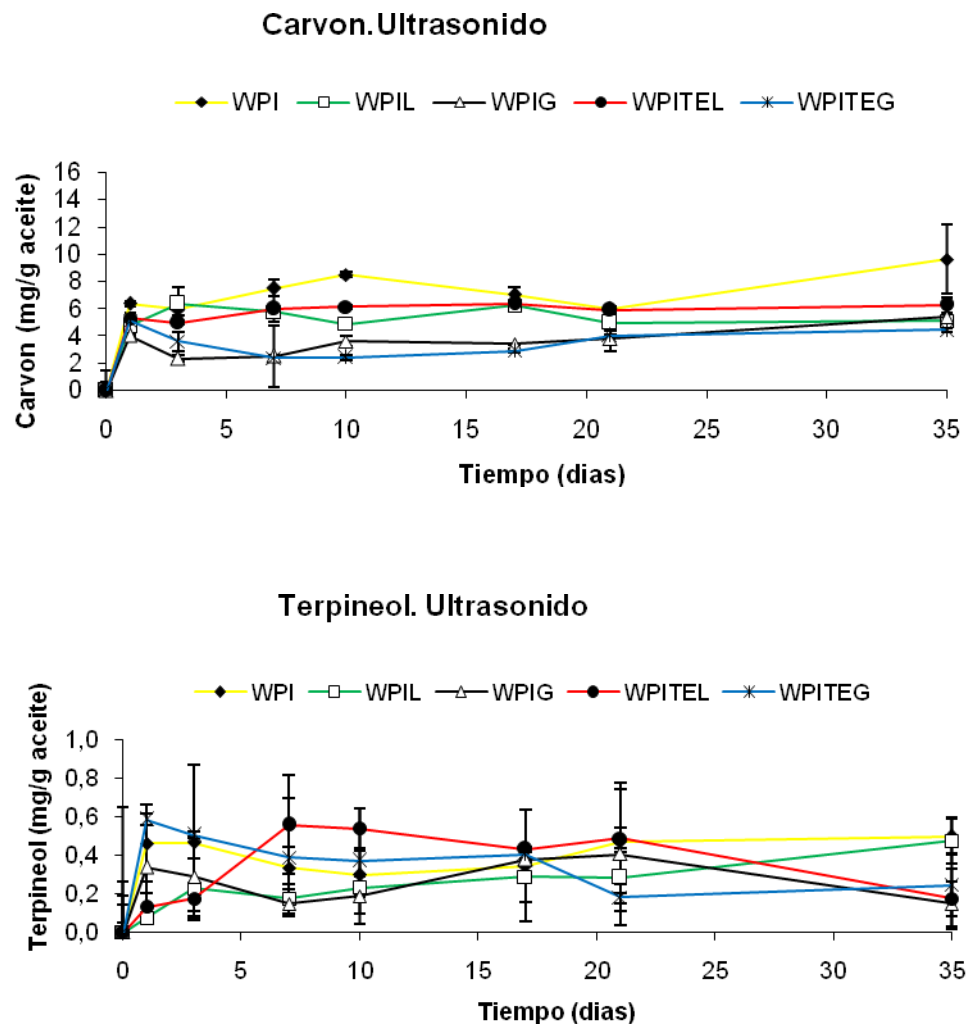 Carvon.Ultrasonido
WPI WPIL WPIG WPITEL WPITEG
Carvon (mg/g aceite)
16
14
12
10
8
6
4
2
0
0 5 10 15 20 25 30 35
Tiempo (dias)
Terpineol. Ultrasonido
WPI WPIL WPIG WPITEL WPITEG
Terpineol (mg/g aceite)
1,0
0,8
0,6
0,4
0,2
0,0
0 5 10 15 20 25 30 35
Tiempo (dias)